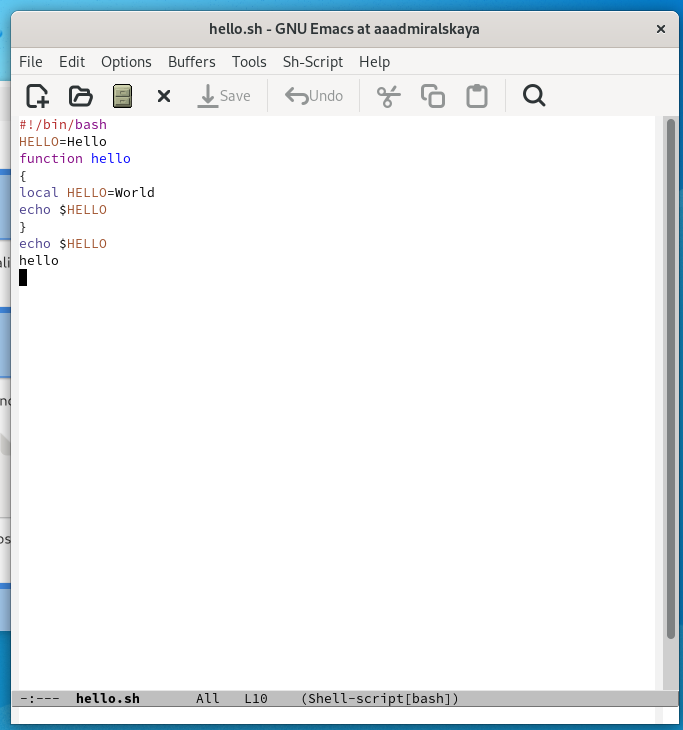 hello.sh - GNU Emacs at aaadmiralskaya
File Edit Options Buffers Tools Sh-Script Help
Save Undo
#!/bin/bash
HELLO=Hello
function hello
{
local HELLO=World
echo $HELLO
}
echo $HELLO
hello
-:--- hello.sh All L10 (Shell-script[bash])